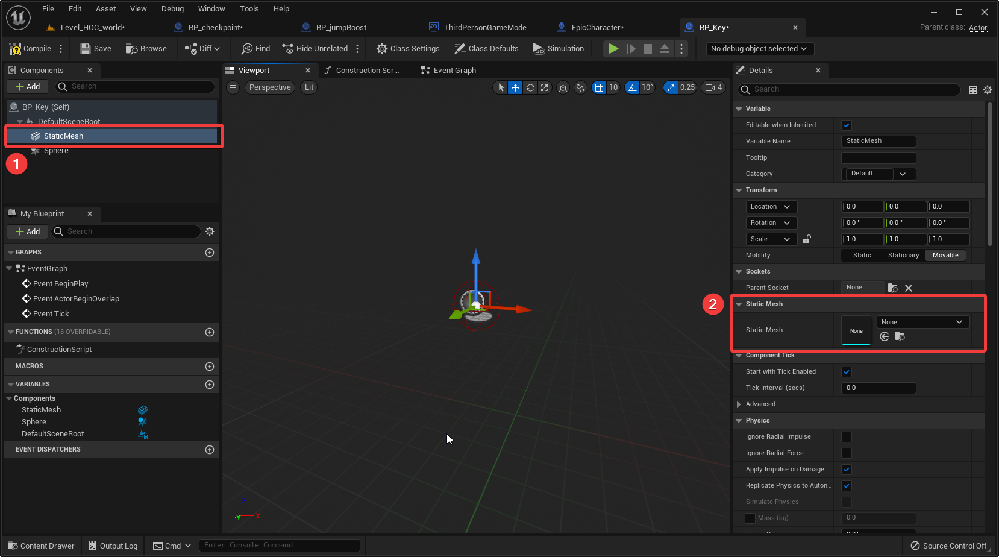 File Edit Asset View Debug Window Tools Help
Level_HOC_world* BP_checkpoint* BP_jumpBoost ThirdPersonGameMode EpicCharacter* BP_Key* Parent class: Actor
Compile Save Browse Diff Find Hide Unrelated Class Settings Class Defaults Simulation No debug object selected
Components Viewport Construction Scr... Event Graph Details
Add Search Perspective Lit 10 10° 0.25 4 Search
BP_Key (Self)
DefaultSceneRoot
StaticMesh
Sphere
1
My Blueprint
Add Search
GRAPHS
EventGraph
Event BeginPlay
Event ActorBeginOverlap
Event Tick
FUNCTIONS (18 OVERRIDABLE)
ConstructionScript
MACROS
VARIABLES
Components
StaticMesh
Sphere
DefaultSceneRoot
EVENT DISPATCHERS
X
Variable
Editable when Inherited
Variable Name StaticMesh
Tooltip
Category Default
Transform
Location 0.0 0.0 0.0
Rotation 0.0 ° 0.0 ° 0.0 °
Scale 1.0 1.0 1.0
Mobility Static Stationary Movable
Sockets
Parent Socket None
2
Static Mesh
Static Mesh None None
Component Tick
Start with Tick Enabled
Tick Interval (secs) 0.0
Advanced
Physics
Ignore Radial Impulse
Ignore Radial Force
Apply Impulse on Damage
Replicate Physics to Auton...
Simulate Physics
Mass (kg) 0.0
Linear Damping 0.01
Content Drawer Output Log Cmd Enter Console Command Source Control Off